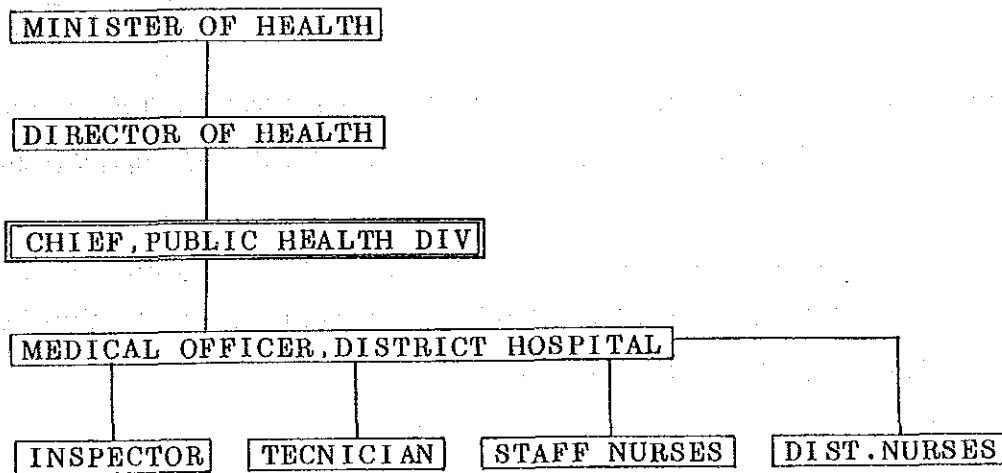 MINISTER OF HEALTH
DIRECTOR OF HEALTH
CHIEF,PUBLIC HEALTH DIV
MEDICAL OFFICER,DISTRICT HOSPITAL
INSPECTOR
TECNICIAN
STAFF NURSES
DIST.NURSES